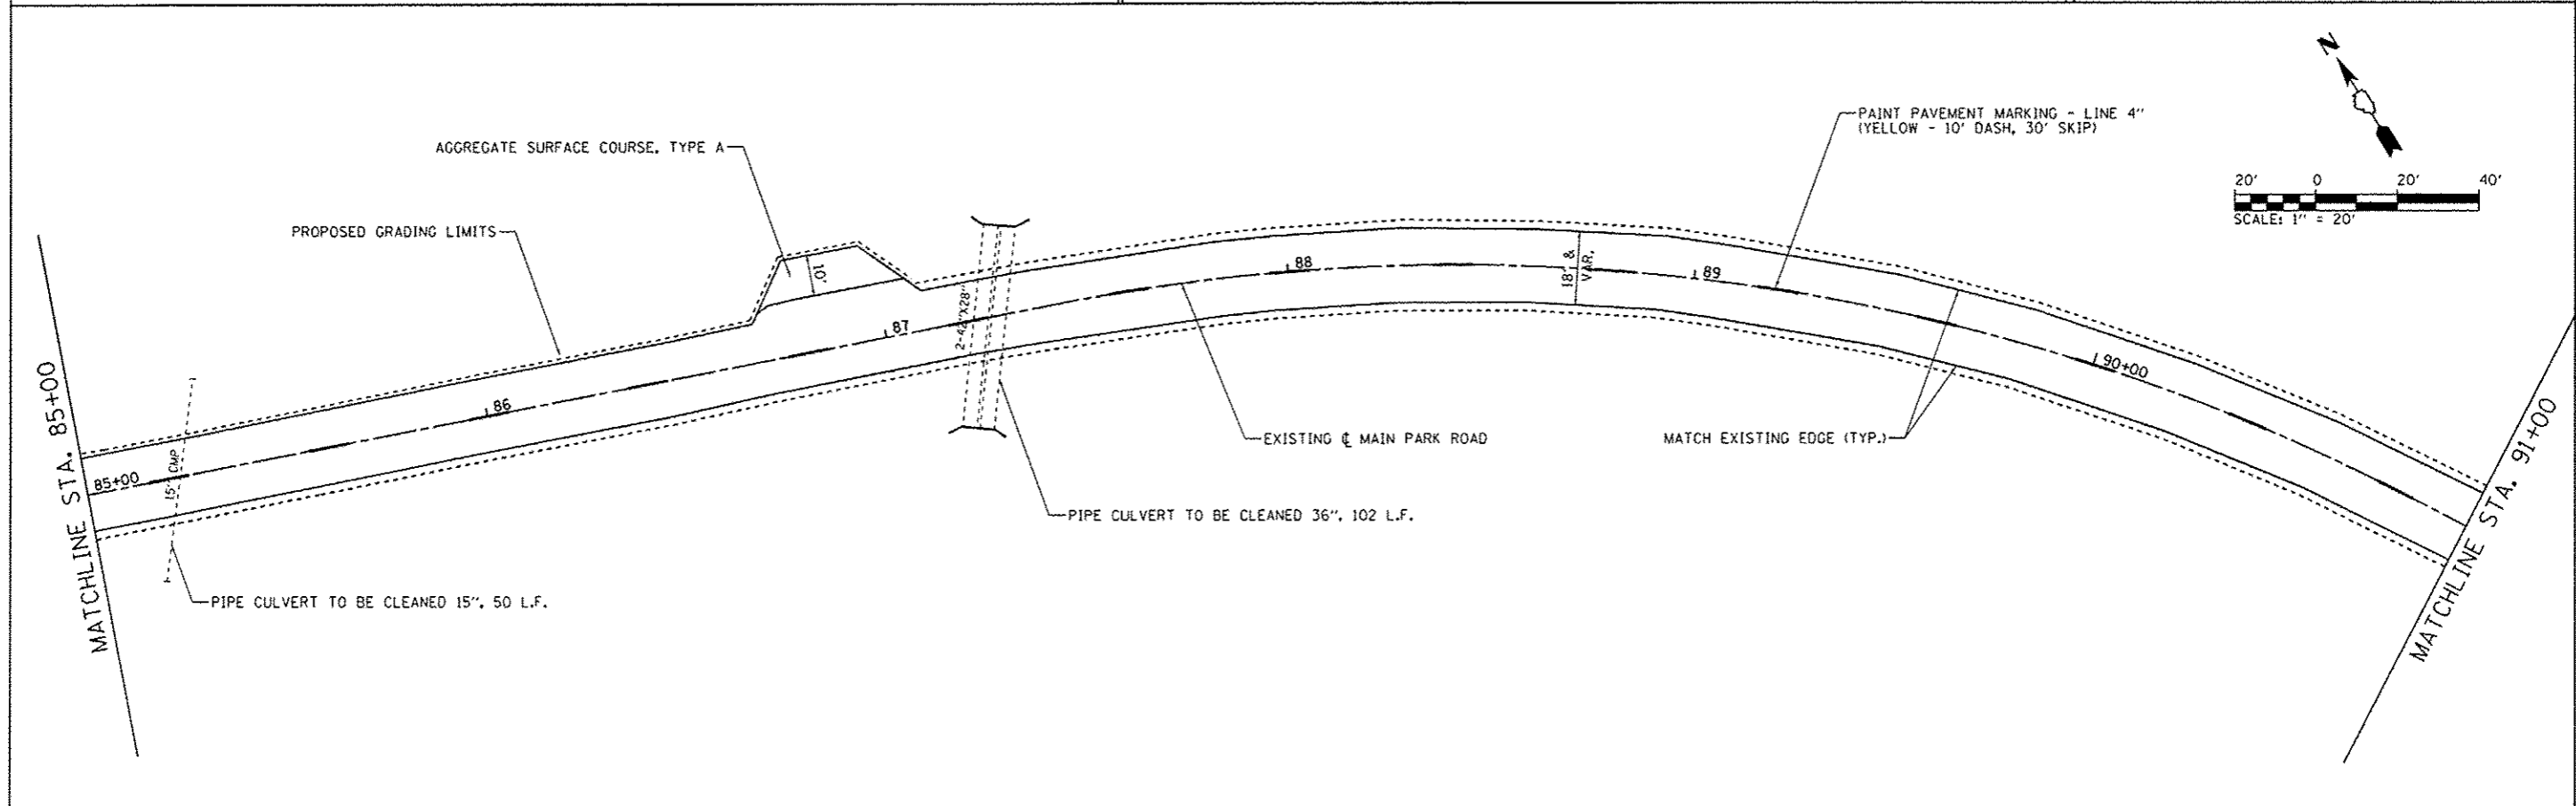 N
PAINT PAVEMENT MARKING - LINE 4"
(YELLOW - 10' DASH, 30' SKIP)
AGGREGATE SURFACE COURSE, TYPE A
20' 0 20' 40'
SCALE: 1" = 20'
PROPOSED GRADING LIMITS
10'
18' &
VAR.
88
89
2-42"X28"
87
90+00
86
85+00
15" CMP
EXISTING ℄ MAIN PARK ROAD
MATCH EXISTING EDGE (TYP.)
PIPE CULVERT TO BE CLEANED 36", 102 L.F.
PIPE CULVERT TO BE CLEANED 15", 50 L.F.
MATCHLINE STA. 85+00
MATCHLINE STA. 91+00